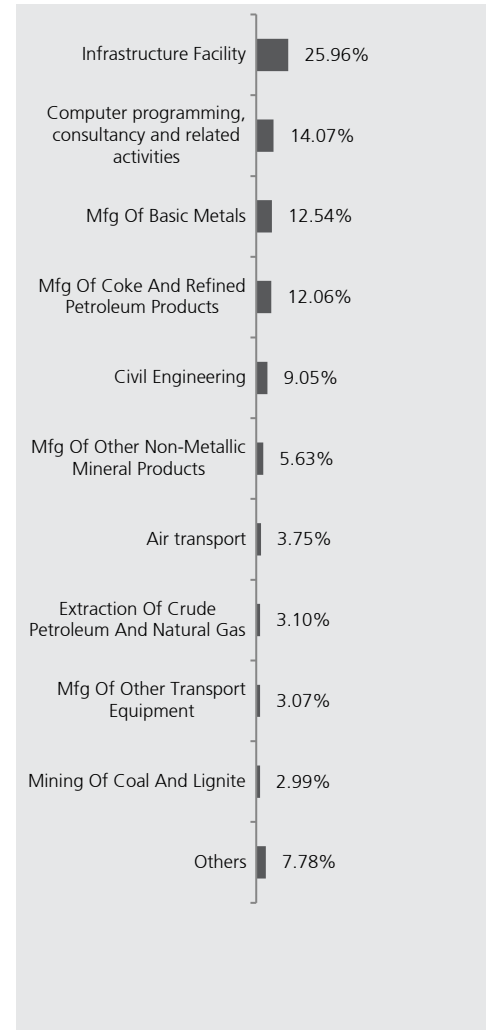 Infrastructure Facility 25.96%
Computer programming,
consultancy and related 14.07%
activities
Mfg Of Basic Metals 12.54%
Mfg Of Coke And Refined
Petroleum Products 12.06%
Civil Engineering 9.05%
Mfg Of Other Non-Metallic
Mineral Products 5.63%
Air transport 3.75%
Extraction Of Crude
Petroleum And Natural Gas 3.10%
Mfg Of Other Transport
Equipment 3.07%
Mining Of Coal And Lignite 2.99%
Others 7.78%